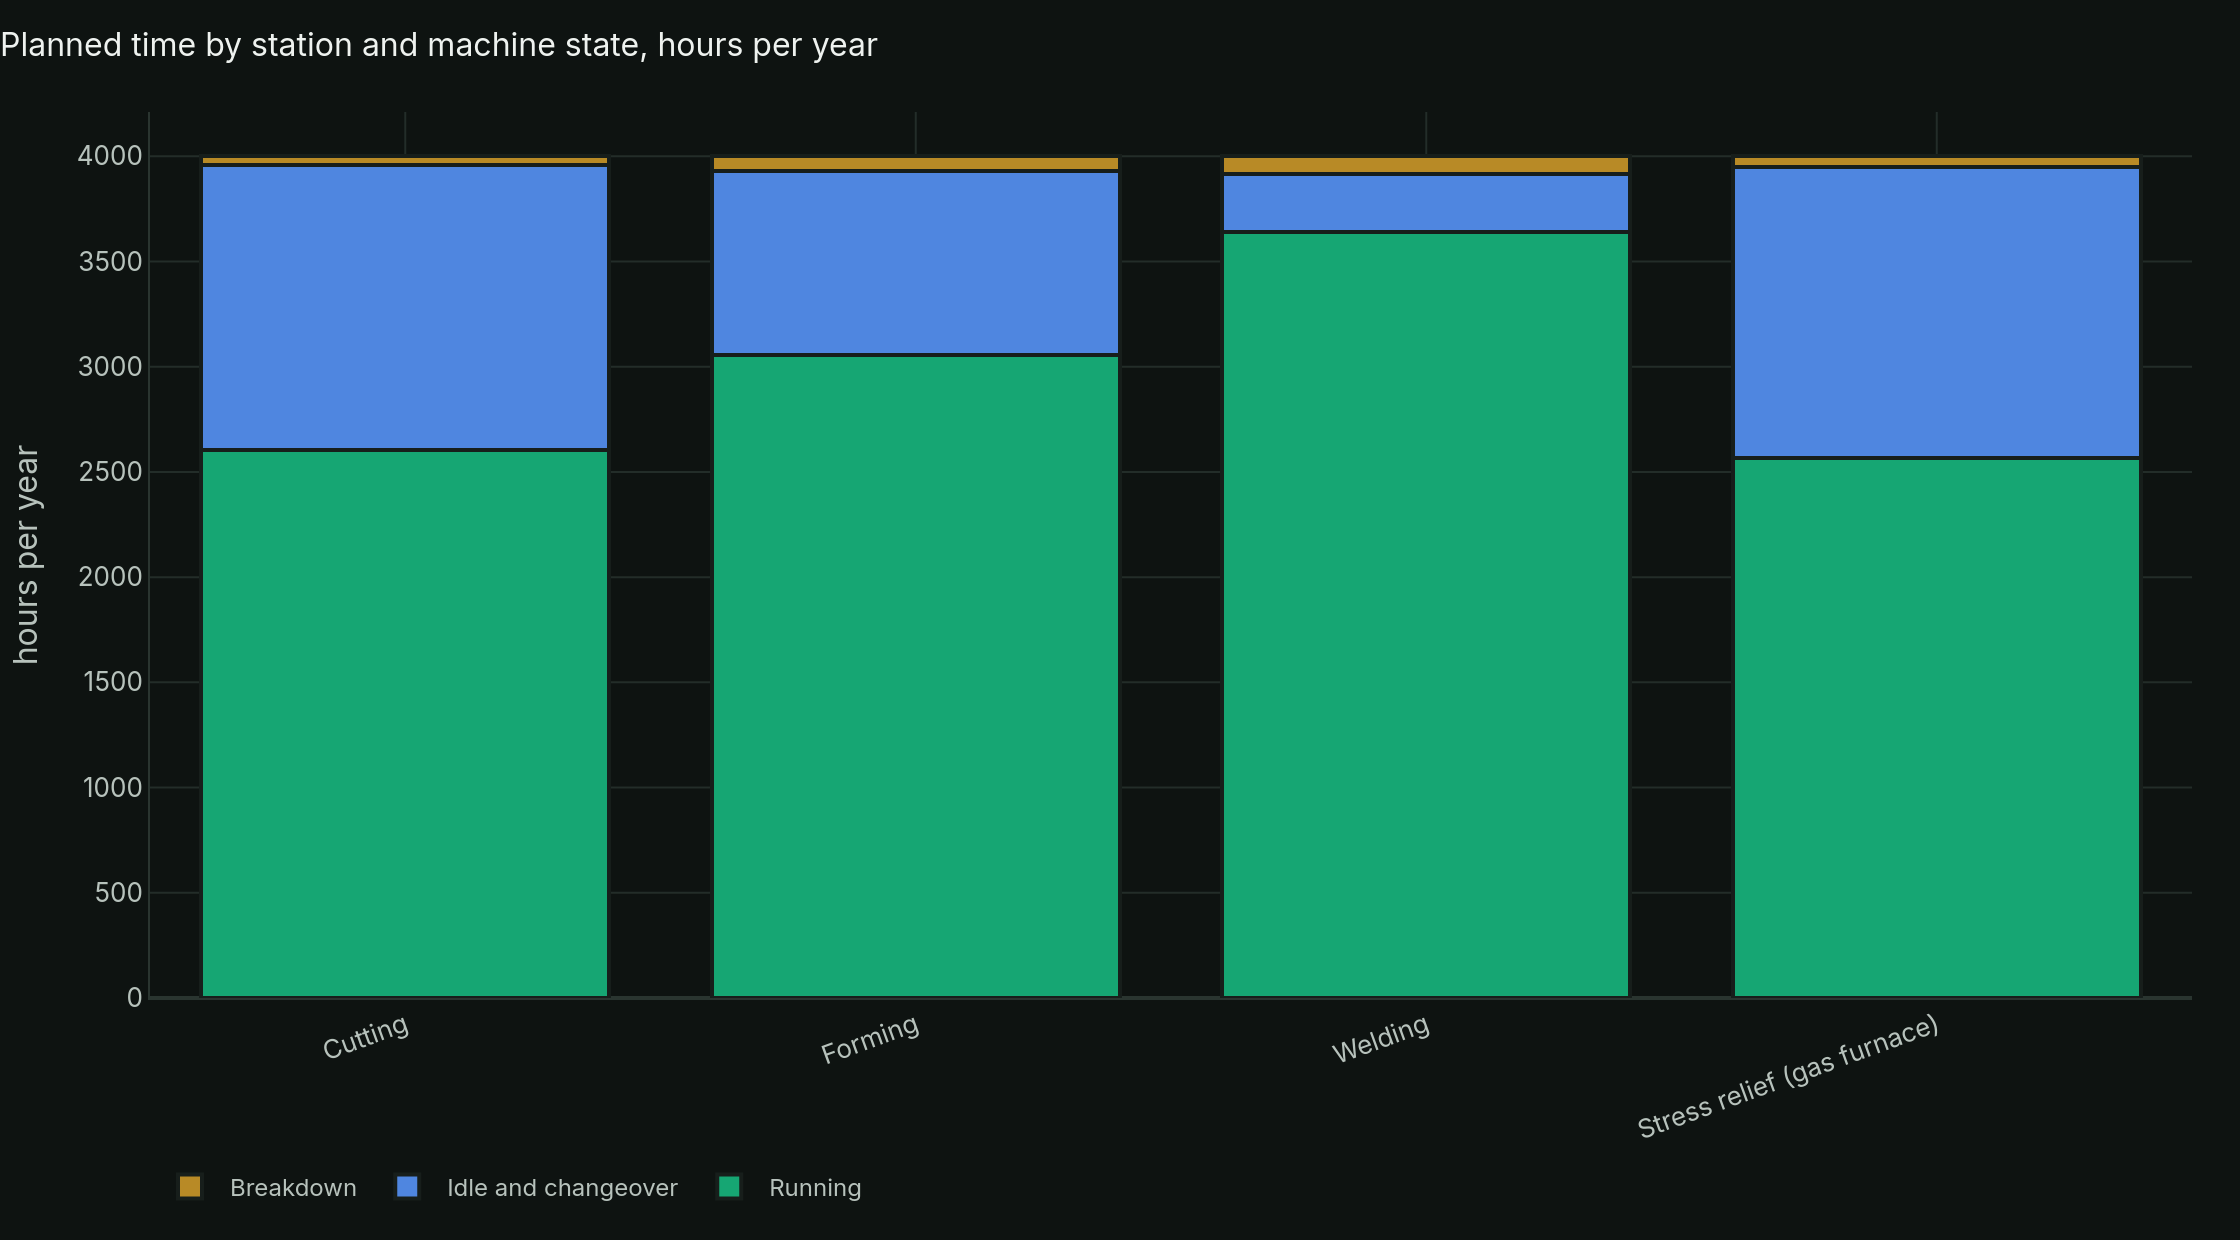 Planned time by station and machine state, hours per year
hours per year
4000
3500
3000
2500
2000
1500
1000
500
0
Cutting
Forming
Welding
Stress relief (gas furnace)
Breakdown
Idle and changeover
Running